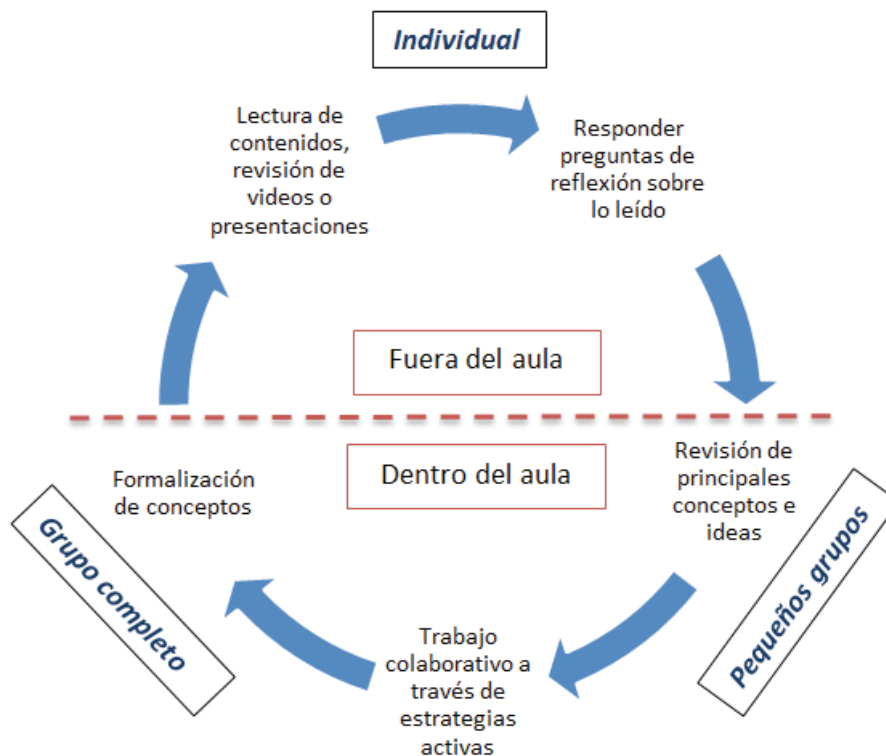 Individual
Lectura de
contenidos,
revisión de
videos o
presentaciones
Responder
preguntas de
reflexión sobre
lo leído
Fuera del aula
Dentro del aula
Revisión de
principales
conceptos e
ideas
Pequeños grupos
Trabajo
colaborativo a
través de
estrategias
activas
Formalización
de conceptos
Grupo completo